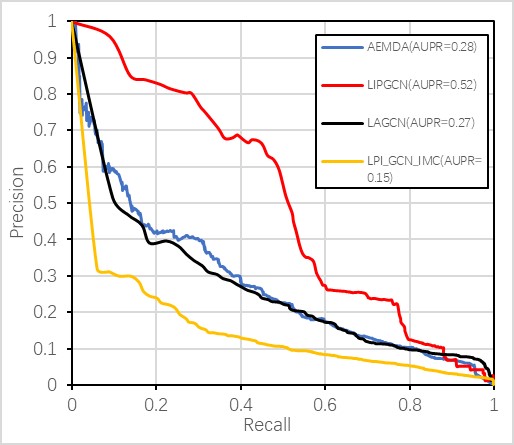 1
0.9
0.8
0.7
0.6
0.5
0.4
0.3
0.2
0.1
0
Precision
AEMDA(AUPR=0.28)
LIPGCN(AUPR=0.52)
LAGCN(AUPR=0.27)
LPI_GCN_IMC(AUPR=
0.15)
0 0.2 0.4 0.6 0.8 1
Recall